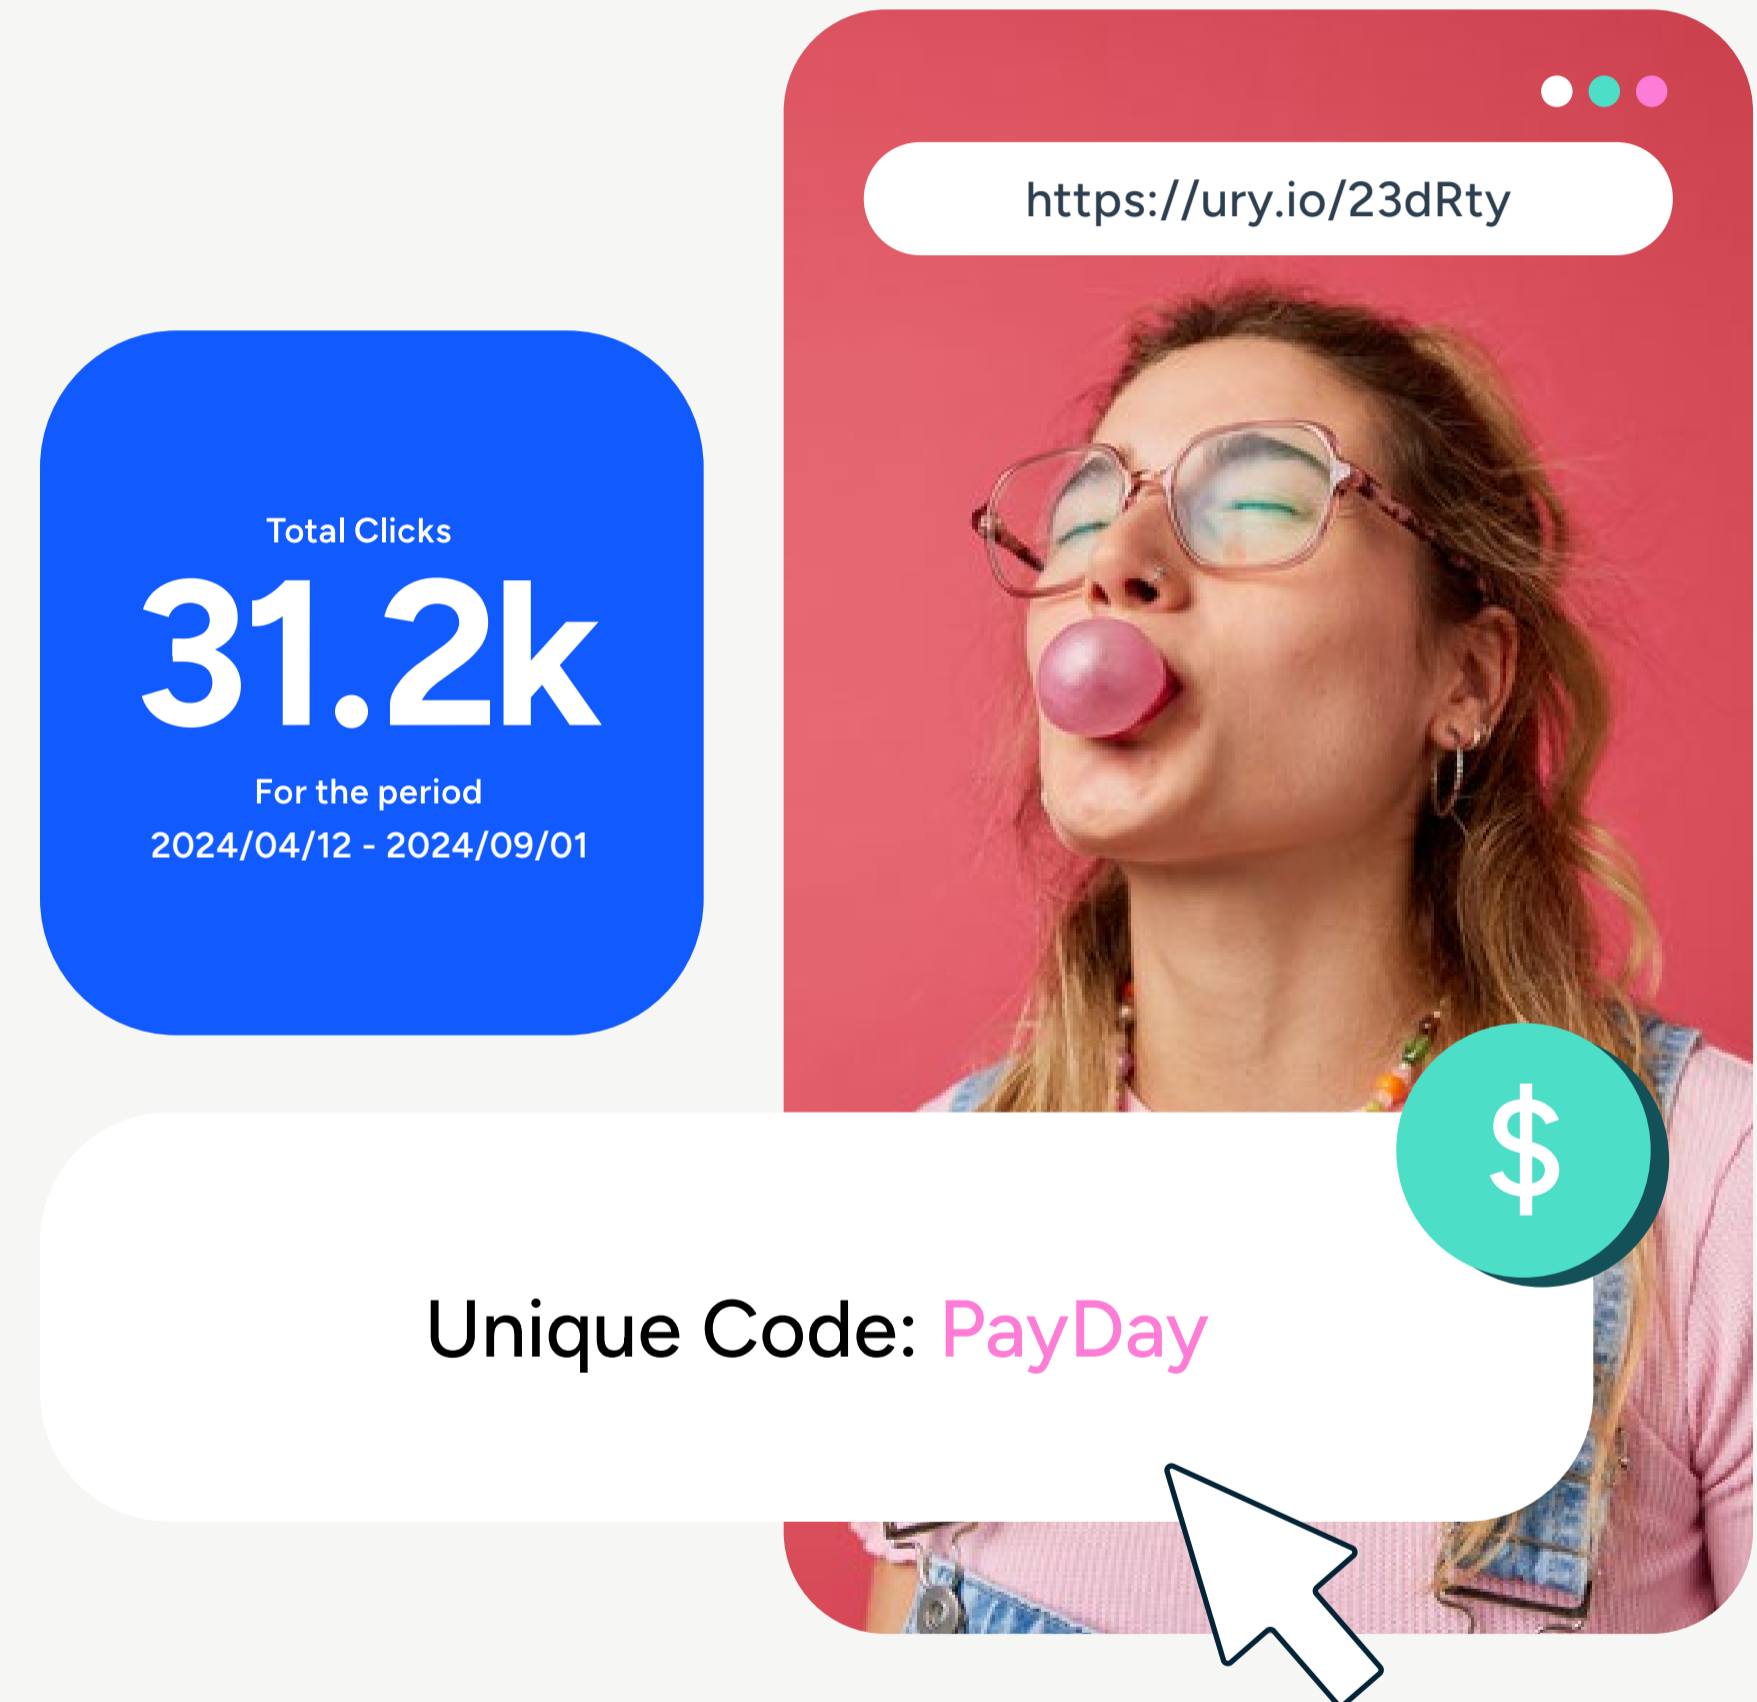 https://ury.io/23dRty
Total Clicks
31.2k
For the period
2024/04/12 - 2024/09/01
$
Unique Code: PayDay